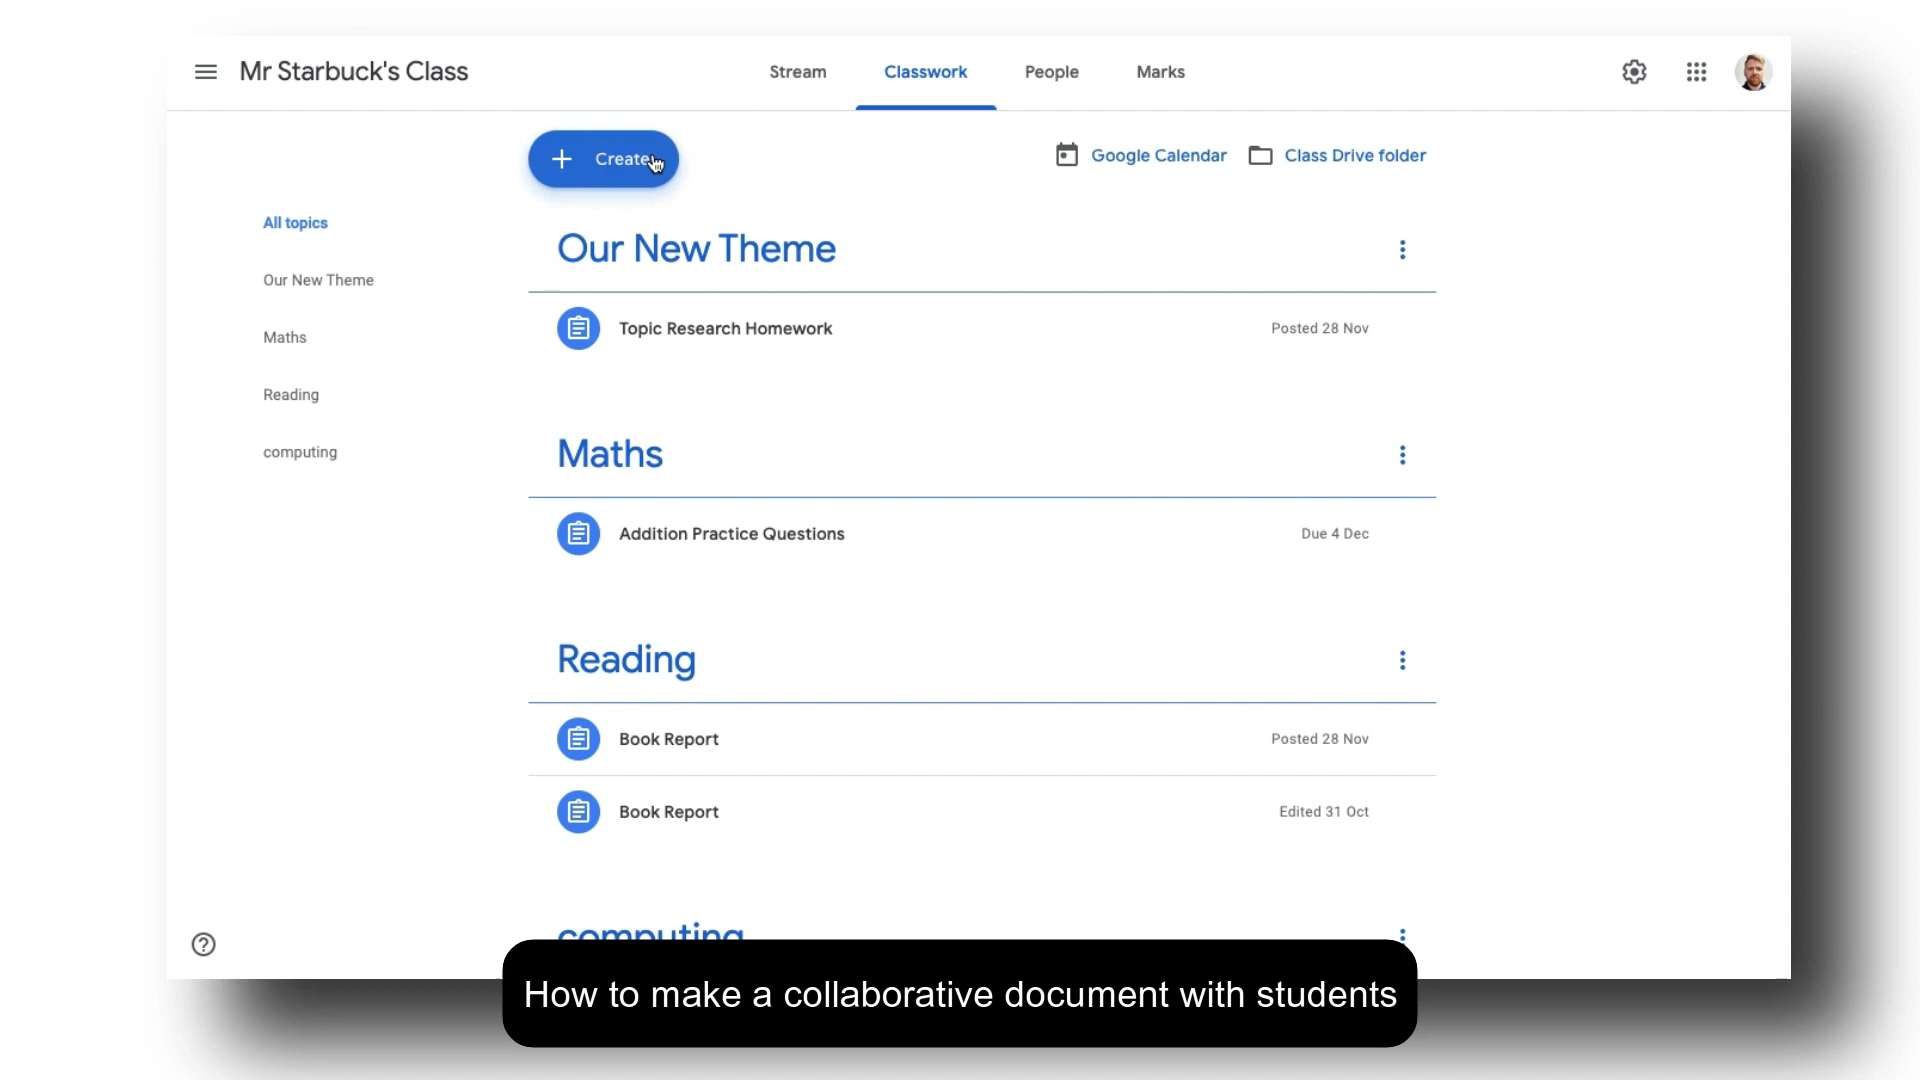 Mr Starbuck's Class
Stream
Classwork
People
Marks
Create
Google Calendar
Class Drive folder
All topics
Our New Theme
Maths
Reading
computing
Our New Theme
Topic Research Homework
Posted 28 Nov
Maths
Addition Practice Questions
Due 4 Dec
Reading
Book Report
Posted 28 Nov
Book Report
Edited 31 Oct
computing
How to make a collaborative document with students